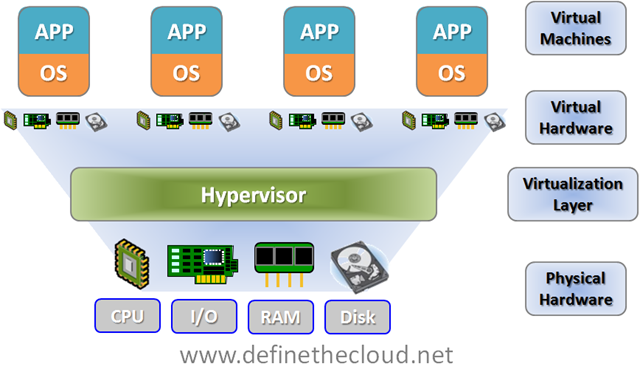 APP APP APP APP Virtual
Machines
OS OS OS OS
Virtual
Hardware
Hypervisor
Virtualization
Layer
Physical
Hardware
CPU I/O RAM Disk
www.definethecloud.net